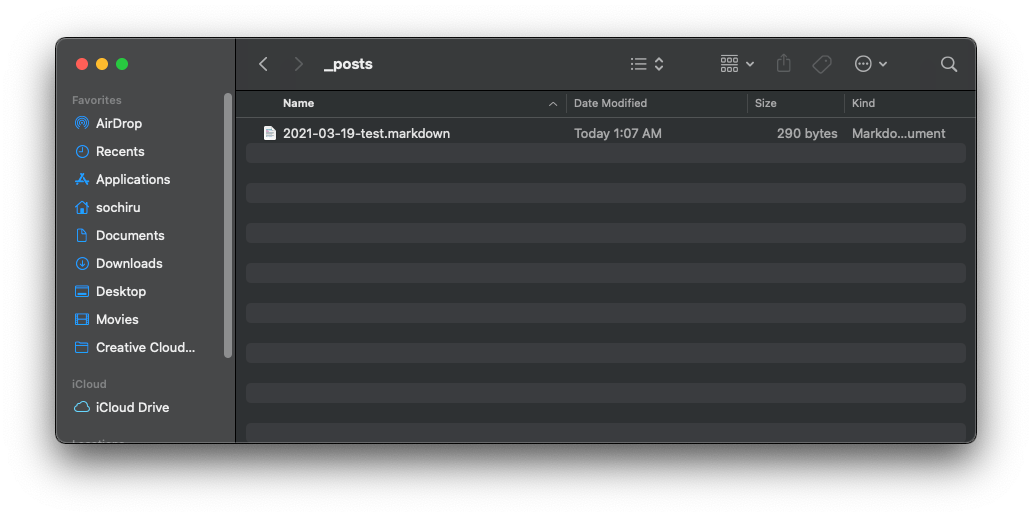 _posts
Favorites
AirDrop
Recents
Applications
sochiru
Documents
Downloads
Desktop
Movies
Creative Cloud...
iCloud
iCloud Drive
Locations
Name Date Modified Size Kind
2021-03-19-test.markdown Today 1:07 AM 290 bytes Markdo...ument